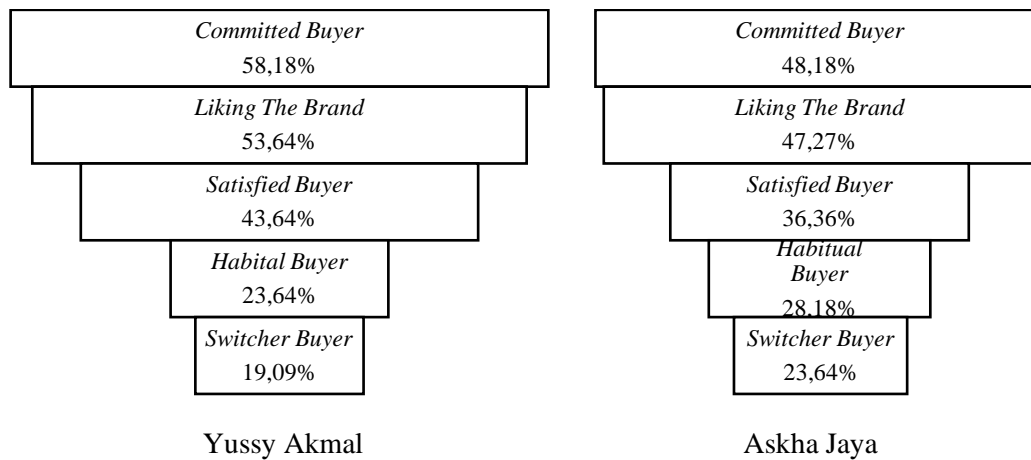 Committed Buyer
58,18%
Liking The Brand
53,64%
Satisfied Buyer
43,64%
Habital Buyer
23,64%
Switcher Buyer
19,09%
Yussy Akmal
Committed Buyer
48,18%
Liking The Brand
47,27%
Satisfied Buyer
36,36%
Habitual
Buyer
28,18%
Switcher Buyer
23,64%
Askha Jaya